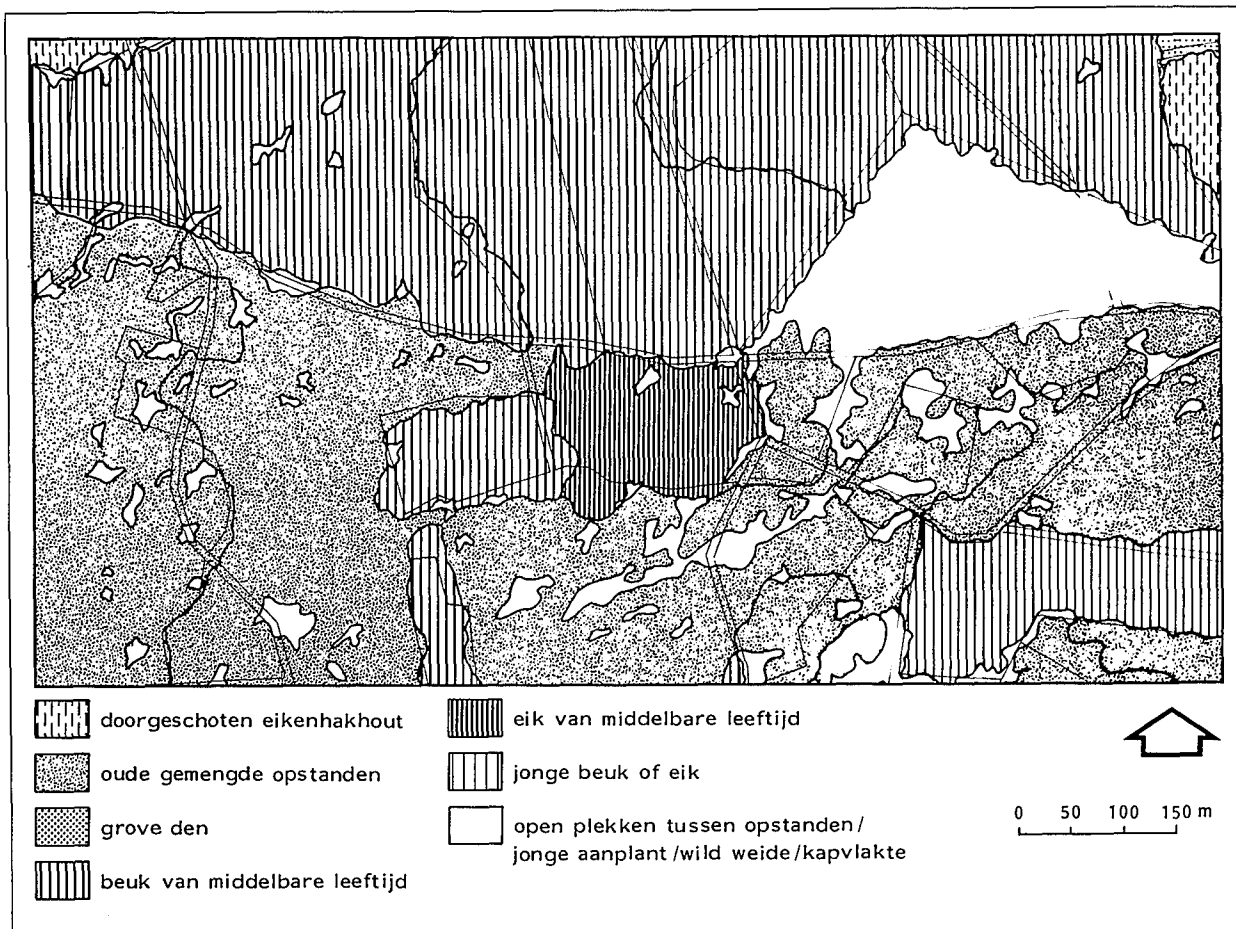 doorgeschoten eikenhakhout
oude gemengde opstanden
grove den
beuk van middelbare leeftijd
eik van middelbare leeftijd
jonge beuk of eik
open plekken tussen opstanden/
jonge aanplant/wild weide/kapvlakte
0 50 100 150 m